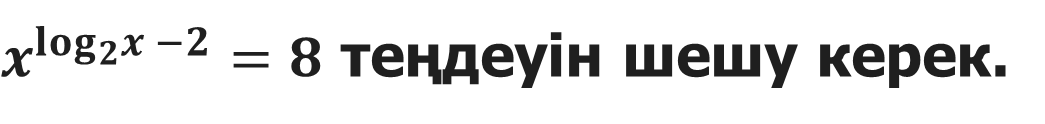 x^{log₂x −2} = 8 теңдеуін шешу керек.